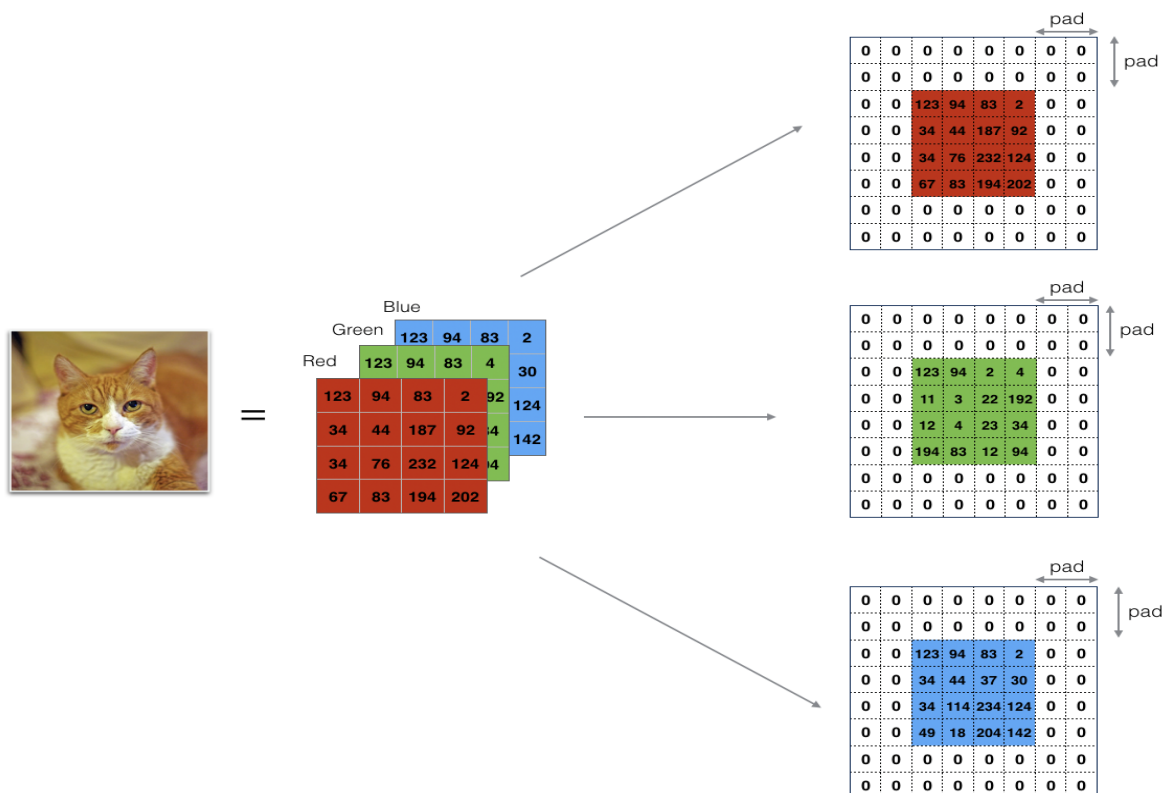 pad
0 0 0 0 0 0 0 0
pad
0 0 0 0 0 0 0 0
0 0 123 94 83 2 0 0
0 0 34 44 187 92 0 0
0 0 34 76 232 124 0 0
0 0 67 83 194 202 0 0
0 0 0 0 0 0 0 0
0 0 0 0 0 0 0 0
Blue
123 94 83 2
30
124
142
Green
123 94 83 4
92
34
94
Red
123 94 83 2
34 44 187 92
34 76 232 124
67 83 194 202
=
pad
0 0 0 0 0 0 0 0
pad
0 0 0 0 0 0 0 0
0 0 123 94 2 4 0 0
0 0 11 3 22 192 0 0
0 0 12 4 23 34 0 0
0 0 194 83 12 94 0 0
0 0 0 0 0 0 0 0
0 0 0 0 0 0 0 0
pad
0 0 0 0 0 0 0 0
pad
0 0 0 0 0 0 0 0
0 0 123 94 83 2 0 0
0 0 34 44 37 30 0 0
0 0 34 114 234 124 0 0
0 0 49 18 204 142 0 0
0 0 0 0 0 0 0 0
0 0 0 0 0 0 0 0